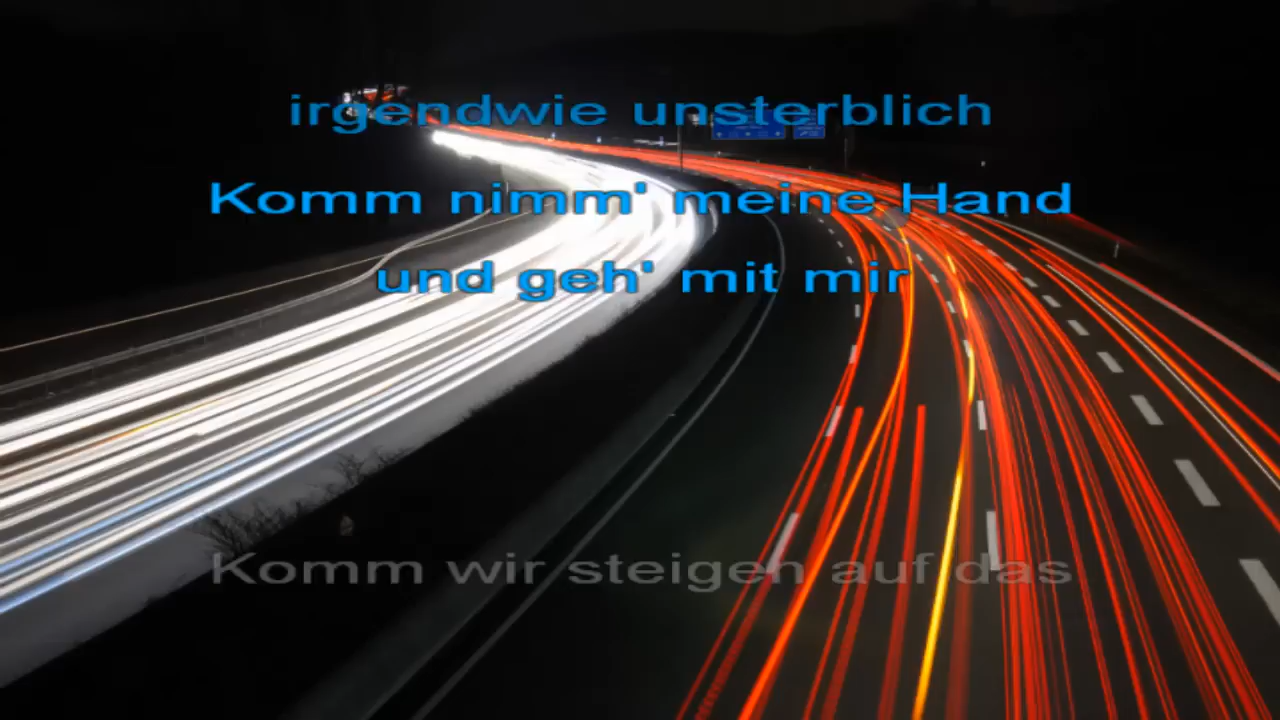 irgendwie unsterblich
Komm nimm' meine Hand
und geh' mit mir
Komm wir steigen auf das